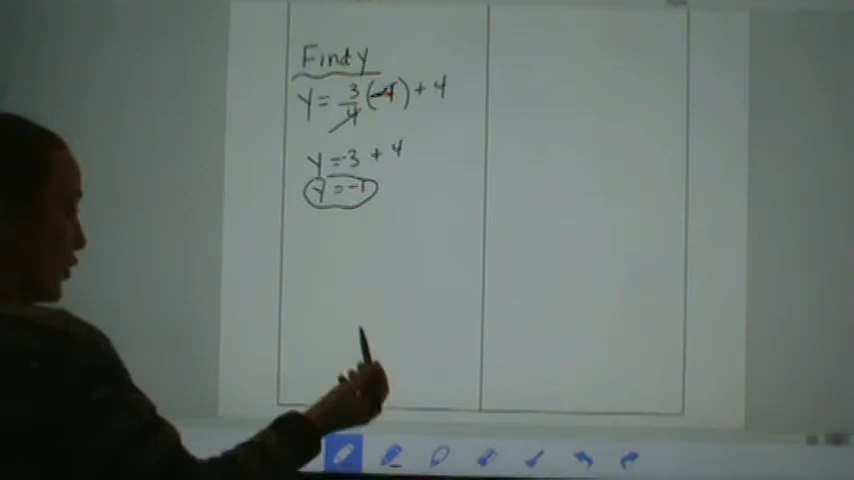 Find y
y = 3/4 (-4) + 4
y = -3 + 4
y = -1